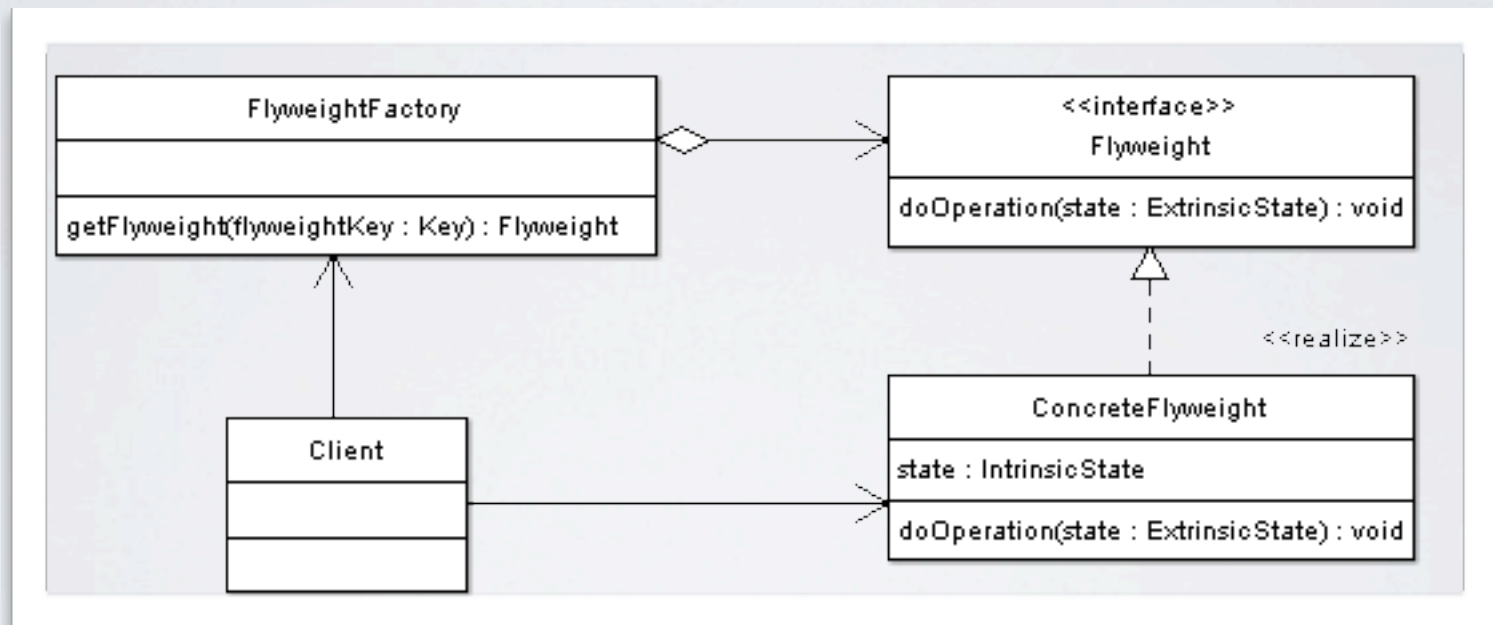 FlyweightFactory
getFlyweight(flyweightKey : Key) : Flyweight
<<interface>>
Flyweight
doOperation(state : ExtrinsicState) : void
<<realize>>
Client
ConcreteFlyweight
state : IntrinsicState
doOperation(state : ExtrinsicState) : void